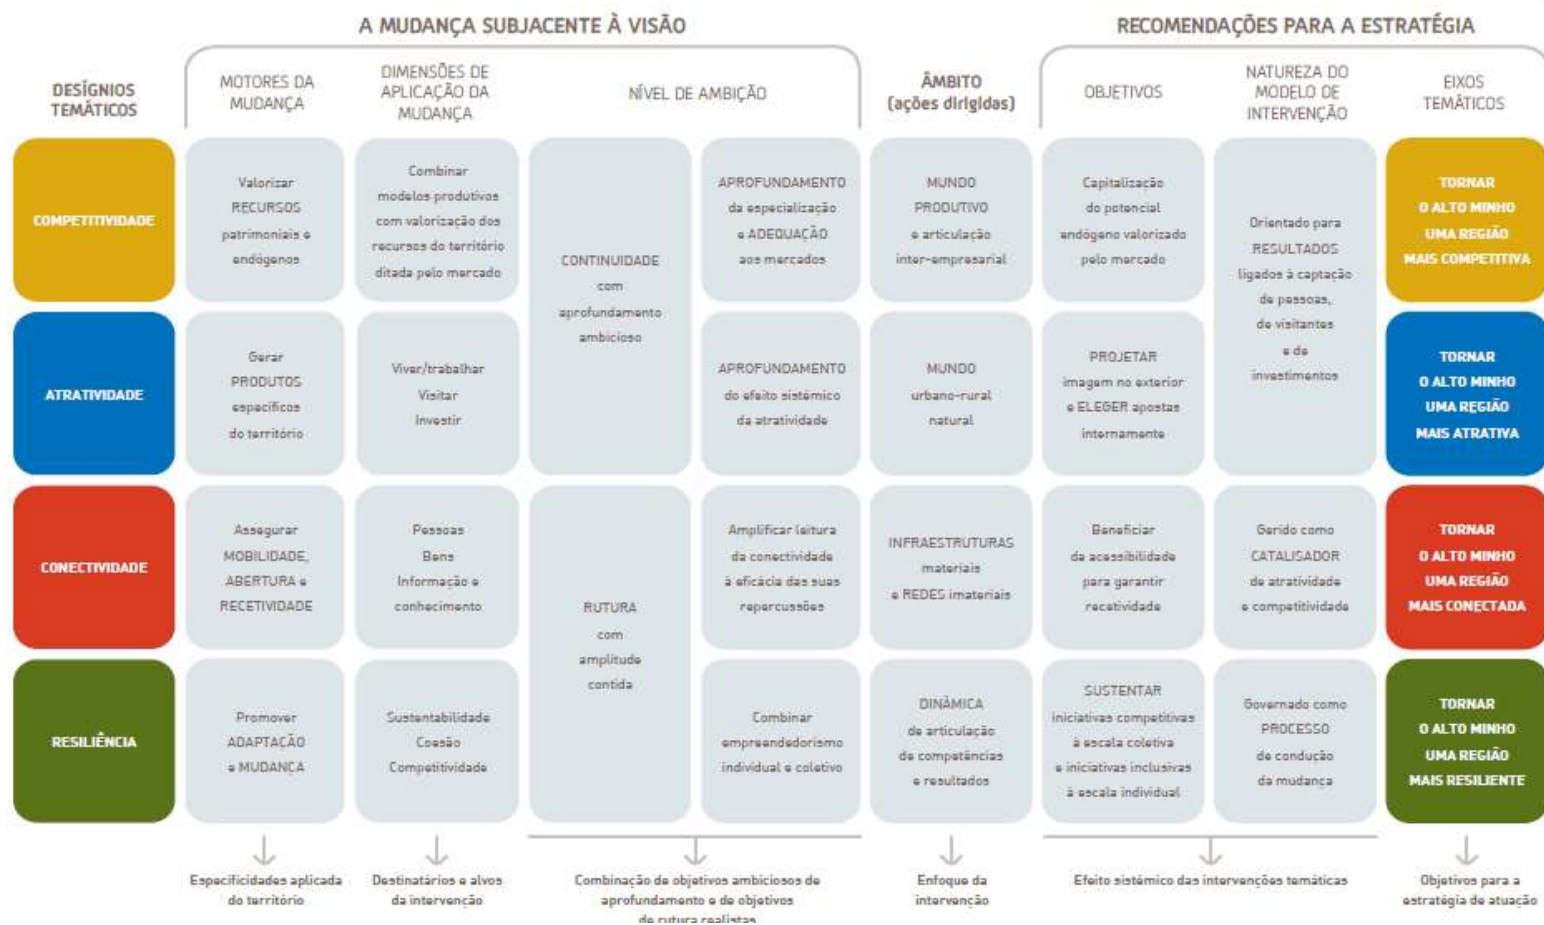 A MUDANÇA SUBJACENTE À VISÃO
RECOMENDAÇÕES PARA A ESTRATÉGIA
DESÍGNIOS
TEMÁTICOS
MOTORES DA
MUDANÇA
DIMENSÕES DE
APLICAÇÃO DA
MUDANÇA
NÍVEL DE AMBIÇÃO
ÂMBITO
(ações dirigidas)
OBJETIVOS
NATUREZA DO
MODELO DE
INTERVENÇÃO
EIXOS
TEMÁTICOS
COMPETITIVIDADE
Valorizar
RECURSOS
patrimoniais e
endógenos
Combinar
modelos produtivos
com valorização dos
recursos do território
ditada pelo mercado
CONTINUIDADE
com
aprofundamento
ambicioso
APROFUNDAMENTO
da especialização
e ADEQUAÇÃO
aos mercados
MUNDO
PRODUTIVO
e articulação
inter-empresarial
Capitalização
do potencial
endógeno valorizado
pelo mercado
Orientado para
RESULTADOS
ligados à captação
de pessoas,
de visitantes
e de
investimentos
TORNAR
O ALTO MINHO
UMA REGIÃO
MAIS COMPETITIVA
ATRATIVIDADE
Gerar
PRODUTOS
específicos
do território
Viver/trabalhar
Visitar
Investir
APROFUNDAMENTO
do efeito sistémico
da atratividade
MUNDO
urbano-rural
natural
PROJETAR
imagem no exterior
e ELEGER apostas
internamente
TORNAR
O ALTO MINHO
UMA REGIÃO
MAIS ATRATIVA
CONECTIVIDADE
Assegurar
MOBILIDADE,
ABERTURA e
RECETIVIDADE
Pessoas
Bens
Informação e
conhecimento
RUTURA
com
amplitude
contida
Amplificar leitura
da conectividade
à eficácia das suas
repercussões
INFRAESTRUTURAS
materiais
e REDES imateriais
Beneficiar
da acessibilidade
para garantir
recetividade
Gerido como
CATALISADOR
de atratividade
e competitividade
TORNAR
O ALTO MINHO
UMA REGIÃO
MAIS CONECTADA
RESILIÊNCIA
Promover
ADAPTAÇÃO
e MUDANÇA
Sustentabilidade
Coesão
Competitividade
Combinar
empreendedorismo
individual e coletivo
DINÂMICA
de articulação
de competências
e resultados
SUSTENTAR
iniciativas competitivas
à escala coletiva
e iniciativas inclusivas
à escala individual
Governado como
PROCESSO
de condução
da mudança
TORNAR
O ALTO MINHO
UMA REGIÃO
MAIS RESILIENTE
Especificidades aplicada
do território
Destinatários e alvos
da intervenção
Combinação de objetivos ambiciosos de
aprofundamento e de objetivos
de rutura realistas
Enfoque da
intervenção
Efeito sistémico das intervenções temáticas
Objetivos para a
estratégia de atuação